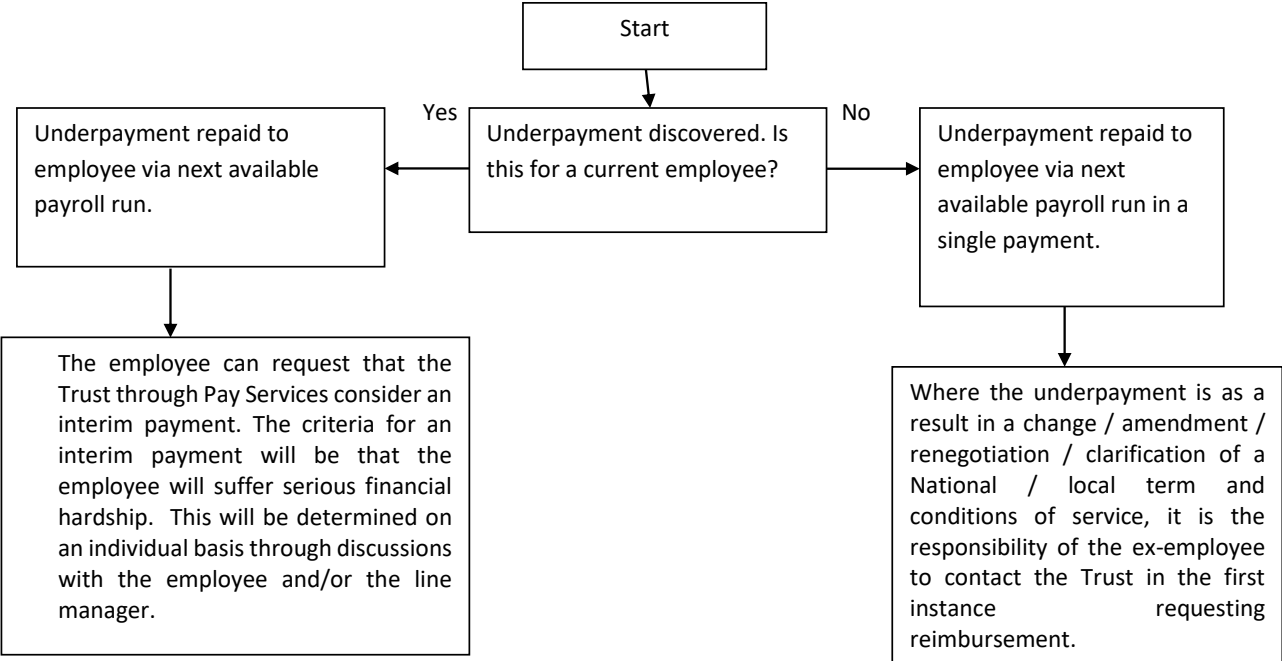 Start
Yes
No
Underpayment repaid to
employee via next available
payroll run.
Underpayment discovered. Is
this for a current employee?
Underpayment repaid to
employee via next
available payroll run in a
single payment.
The employee can request that the
Trust through Pay Services consider an
interim payment. The criteria for an
interim payment will be that the
employee will suffer serious financial
hardship. This will be determined on
an individual basis through discussions
with the employee and/or the line
manager.
Where the underpayment is as a
result in a change / amendment /
renegotiation / clarification of a
National / local term and
conditions of service, it is the
responsibility of the ex-employee
to contact the Trust in the first
instance requesting
reimbursement.